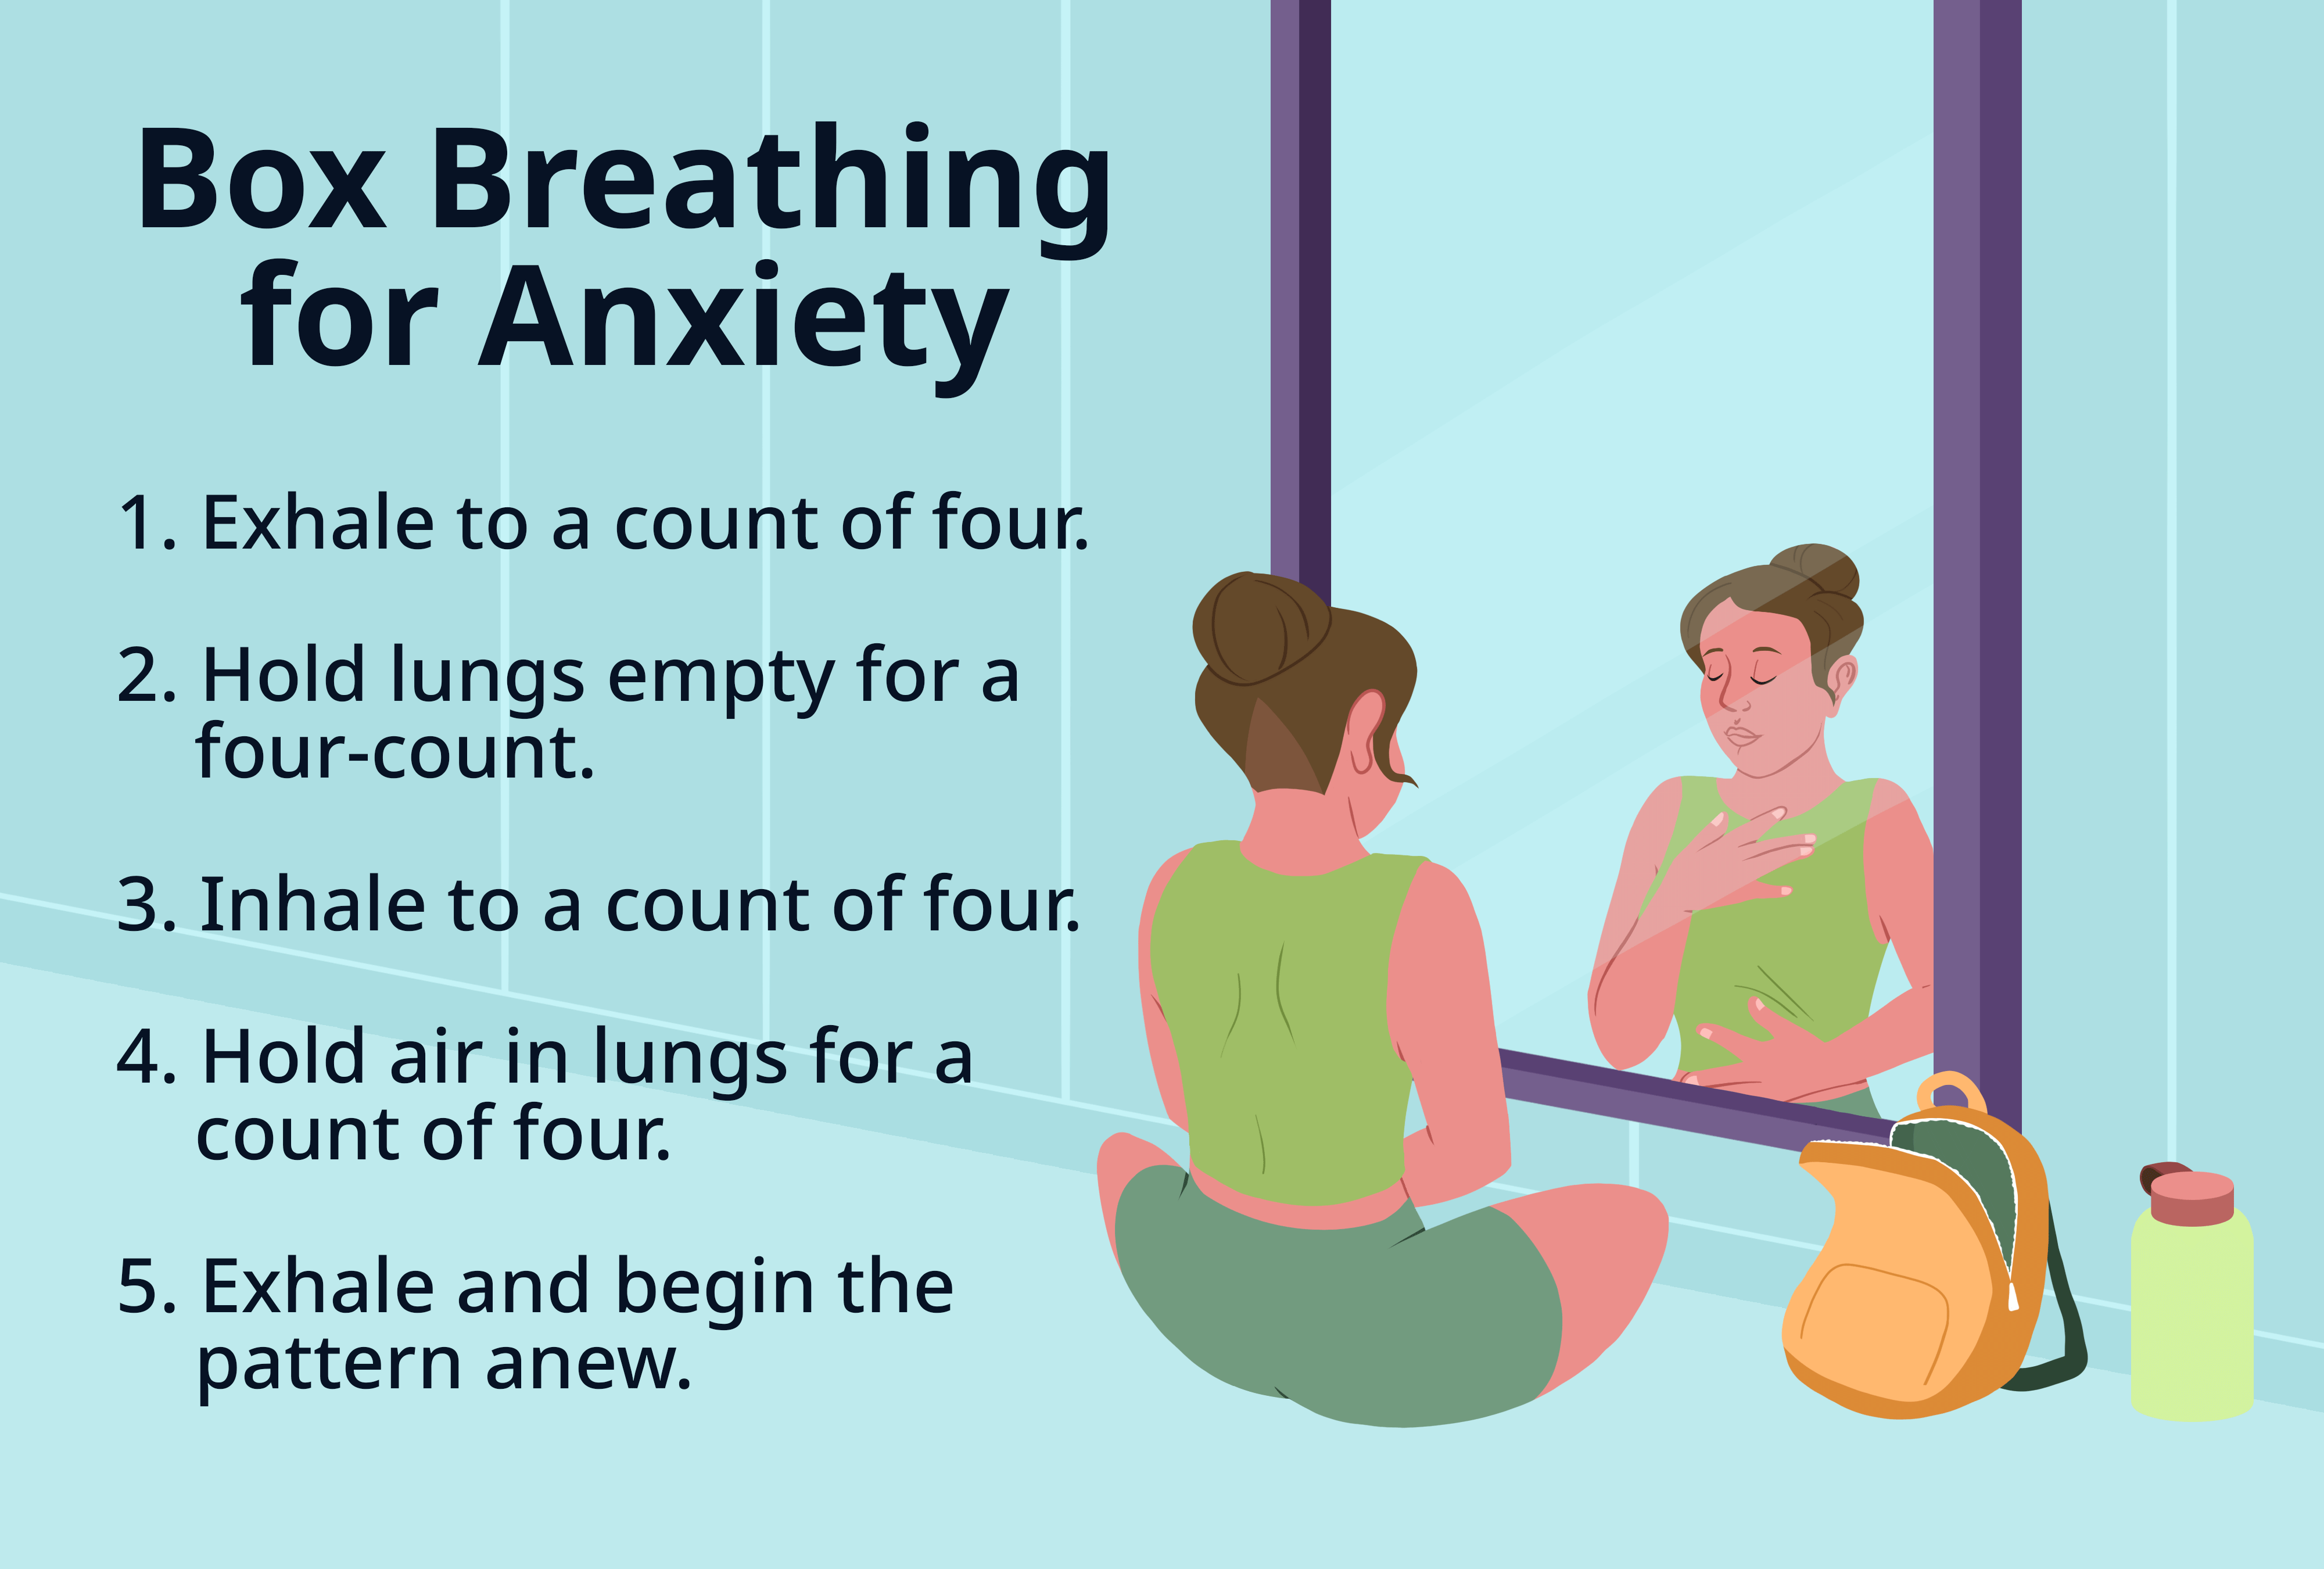 Box Breathing
for Anxiety
1. Exhale to a count of four.
2. Hold lungs empty for a
four-count.
3. Inhale to a count of four.
4. Hold air in lungs for a
count of four.
5. Exhale and begin the
pattern anew.